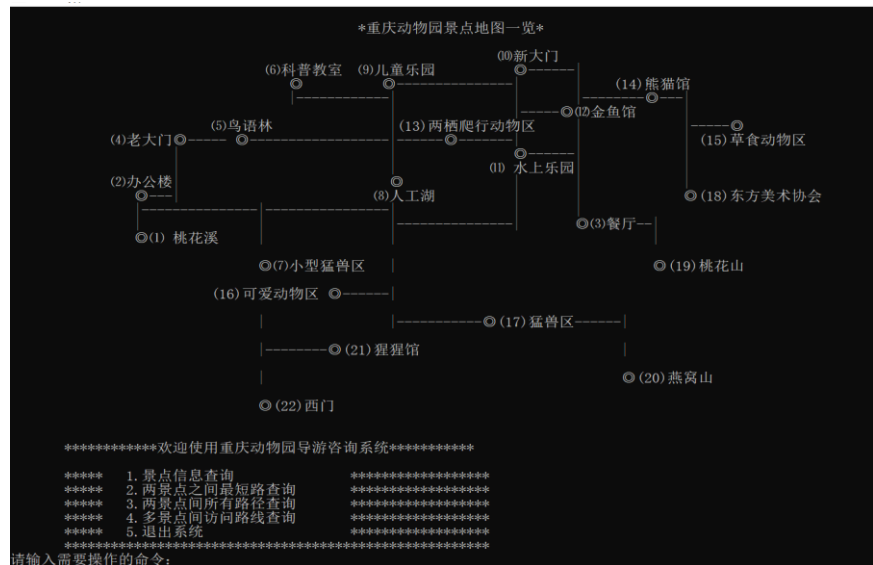 *重庆动物园景点地图一览*
⑽新大门
⑹科普教室 ⑼儿童乐园
(14)熊猫馆
⑿金鱼馆
⑸鸟语林 (13)两栖爬行动物区
⑷老大门
(15)草食动物区
⑾ 水上乐园
⑵办公楼
⑻人工湖
(18)东方美术协会
⑶餐厅
⑴ 桃花溪
⑺小型猛兽区
(19)桃花山
(16)可爱动物区
(17)猛兽区
(21)猩猩馆
(20)燕窝山
(22)西门
************欢迎使用重庆动物园导游咨询系统***********
***** 1.景点信息查询 ******************
***** 2.两景点之间最短路查询 ******************
***** 3.两景点间所有路径查询 ******************
***** 4.多景点间访问路线查询 ******************
***** 5.退出系统 ******************
*******************************************************
请输入需要操作的命令: